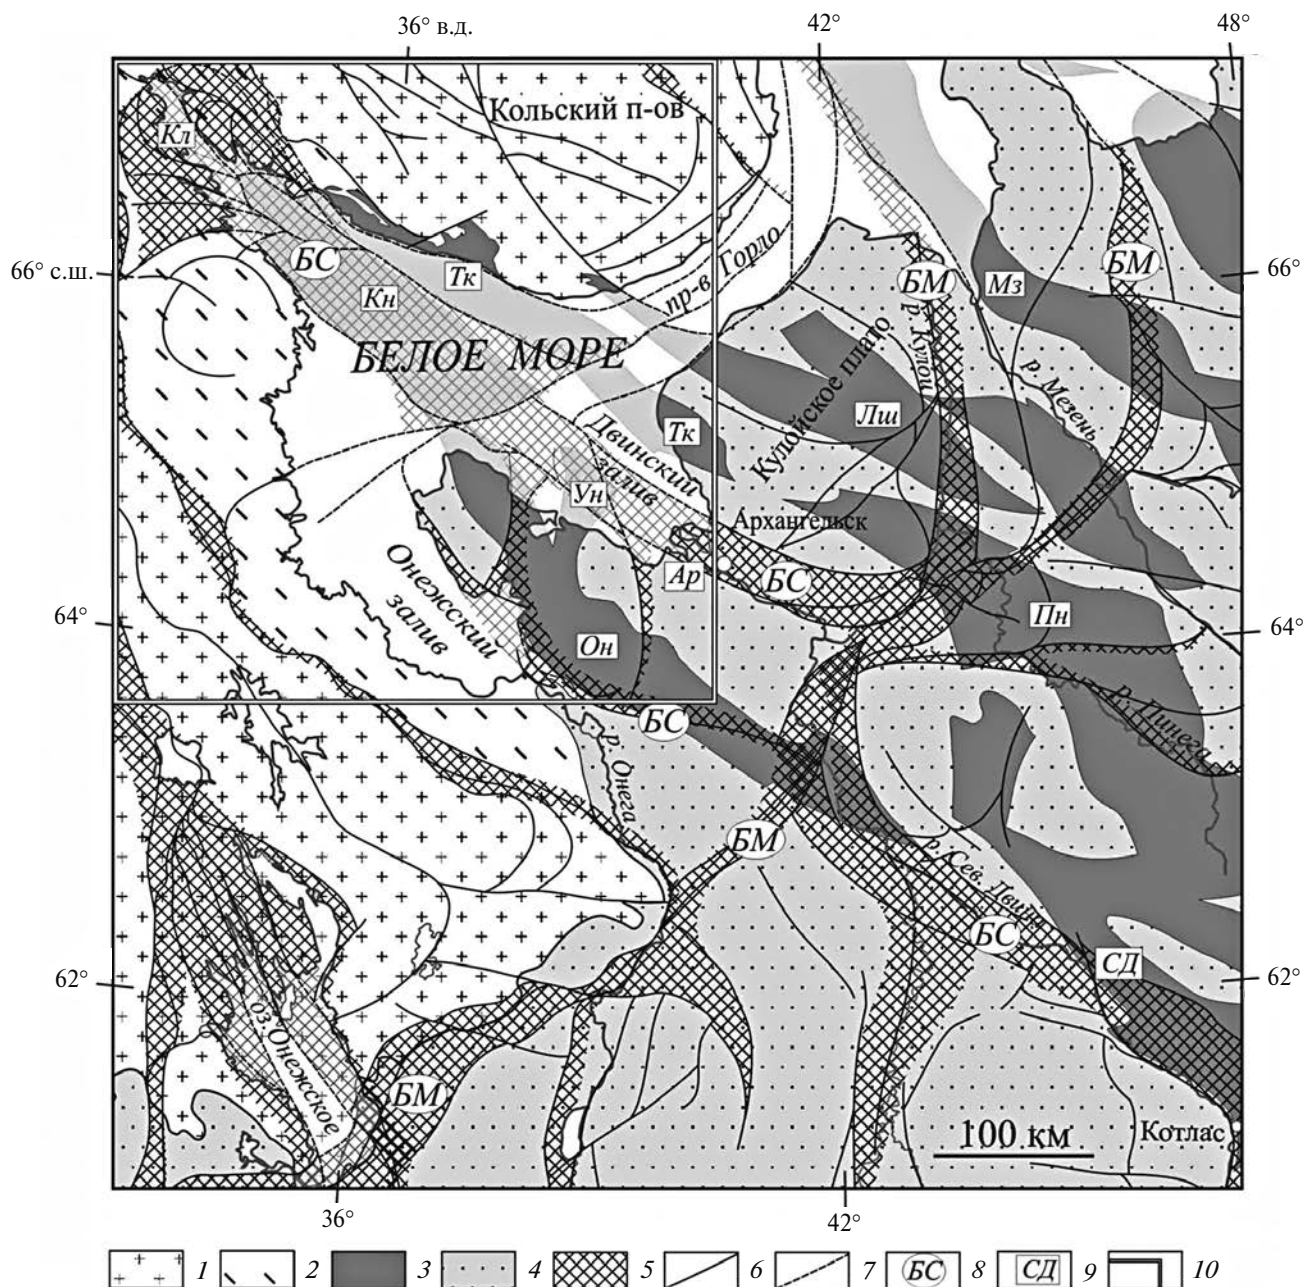 36° в.д.
42°
48°
Кольский п-ов
Кл
66° с.ш.
БС
Тк
пр-в Горло
БМ
Мз
БМ
66°
Кн
БЕЛОЕ МОРЕ
р. Кулой
Кулойское плато
р. Мезень
Лш
Тк
Двинский
залив
Ун
Архангельск
Ар
БС
Онежский
залив
64°
Он
Пн
64°
БС
р. Пинега
р. Онега
БМ
р. Сев. Двина
БС
СД
62°
62°
оз. Онежское
БМ
100 км
Котлас
36°
42°
1
2
3
4
5
6
7
БС 8
СД 9
10